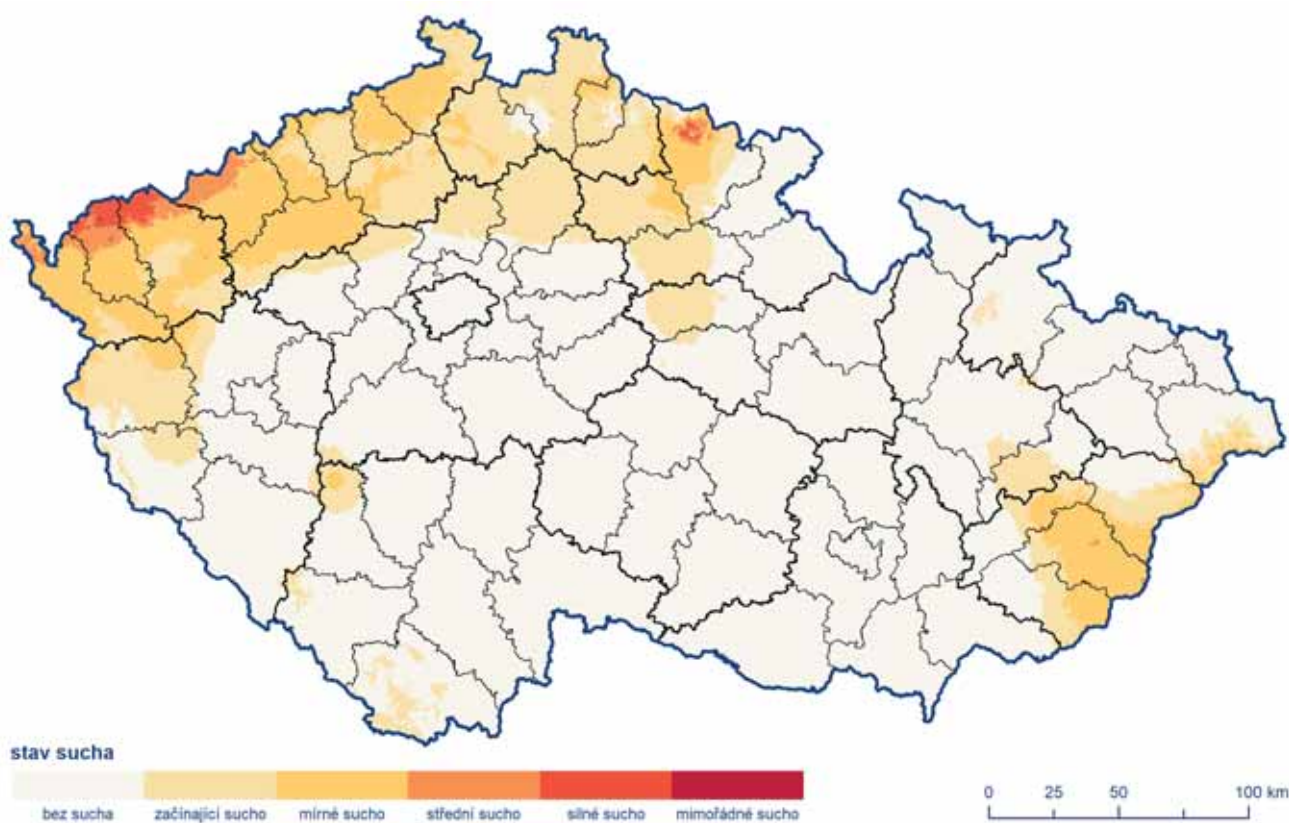 stav sucha
bez sucha začínající sucho mírné sucho střední sucho silné sucho mimořádné sucho
0 25 50 100 km